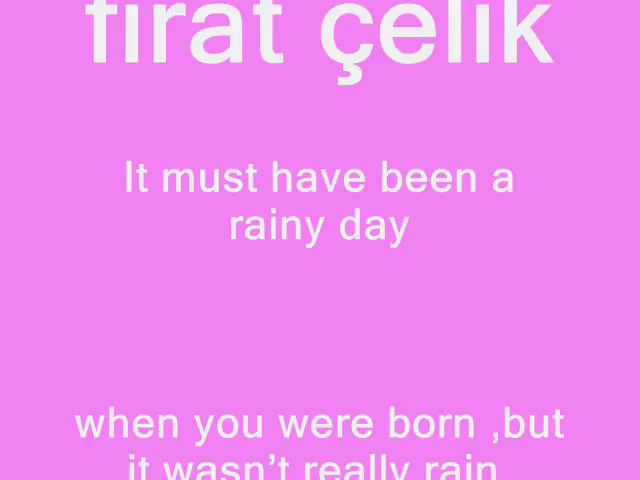 fırat çelik
It must have been a
rainy day
when you were born ,but
it wasn’t really rain